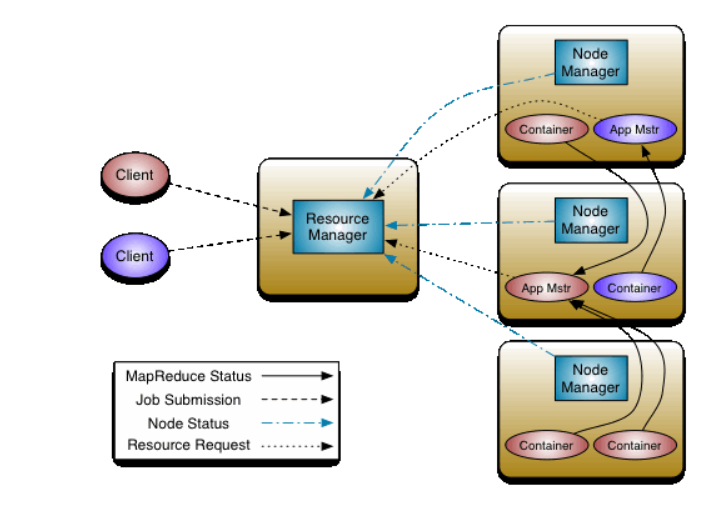 Node
Manager
Container
App Mstr
Client
Resource
Manager
Client
Node
Manager
App Mstr
Container
Node
Manager
Container
Container
MapReduce Status
Job Submission
Node Status
Resource Request